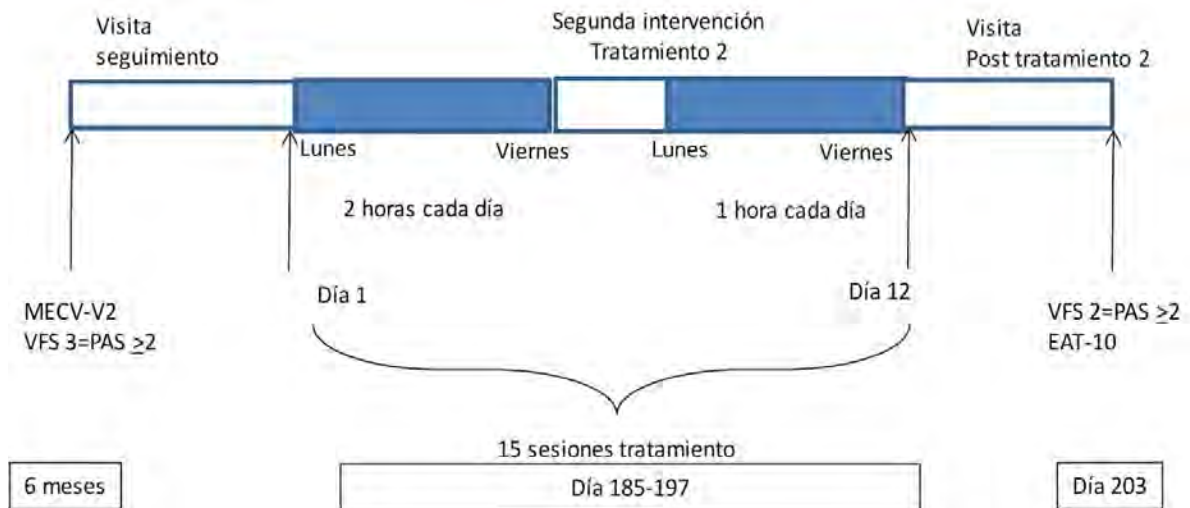 Visita
seguimiento
Segunda intervención
Tratamiento 2
Visita
Post tratamiento 2
Lunes
Viernes
Lunes
Viernes
2 horas cada día
1 hora cada día
MECV-V2
VFS 3=PAS ≥2
Día 1
Día 12
VFS 2=PAS ≥2
EAT-10
15 sesiones tratamiento
6 meses
Día 185-197
Día 203